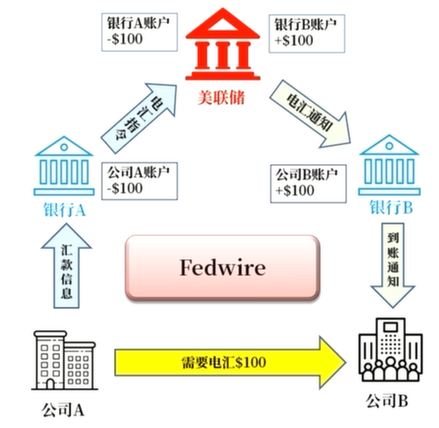 银行A账户
-$100
银行B账户
+$100
美联储
电汇指令
电汇通知
公司A账户
-$100
公司B账户
+$100
银行A
银行B
汇款信息
Fedwire
到账通知
需要电汇$100
公司A
公司B